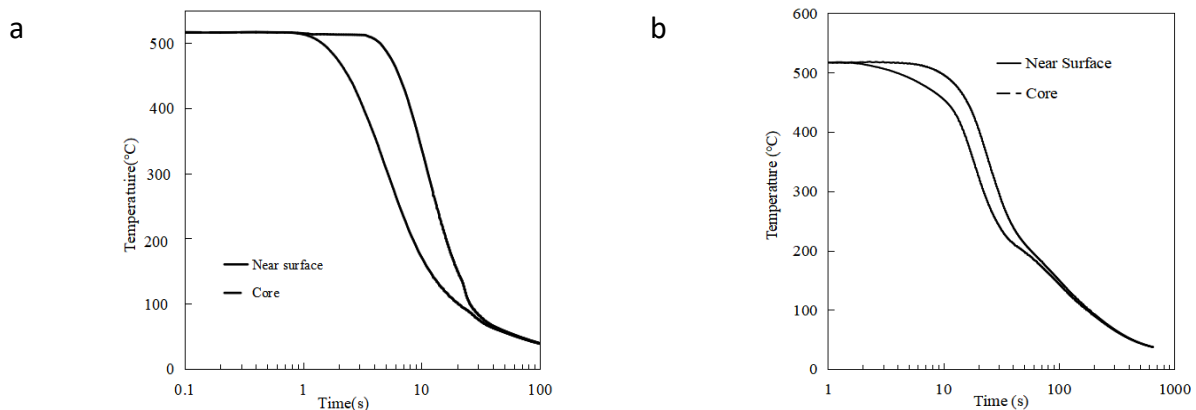 a
500
400
300
200
100
0
Temperatuire(°C)
Near surface
Core
0.1 1 10 100
Time(s)
b
600
500
400
300
200
100
0
Temperature (°C)
Near Surface
Core
1 10 100 1000
Time (s)